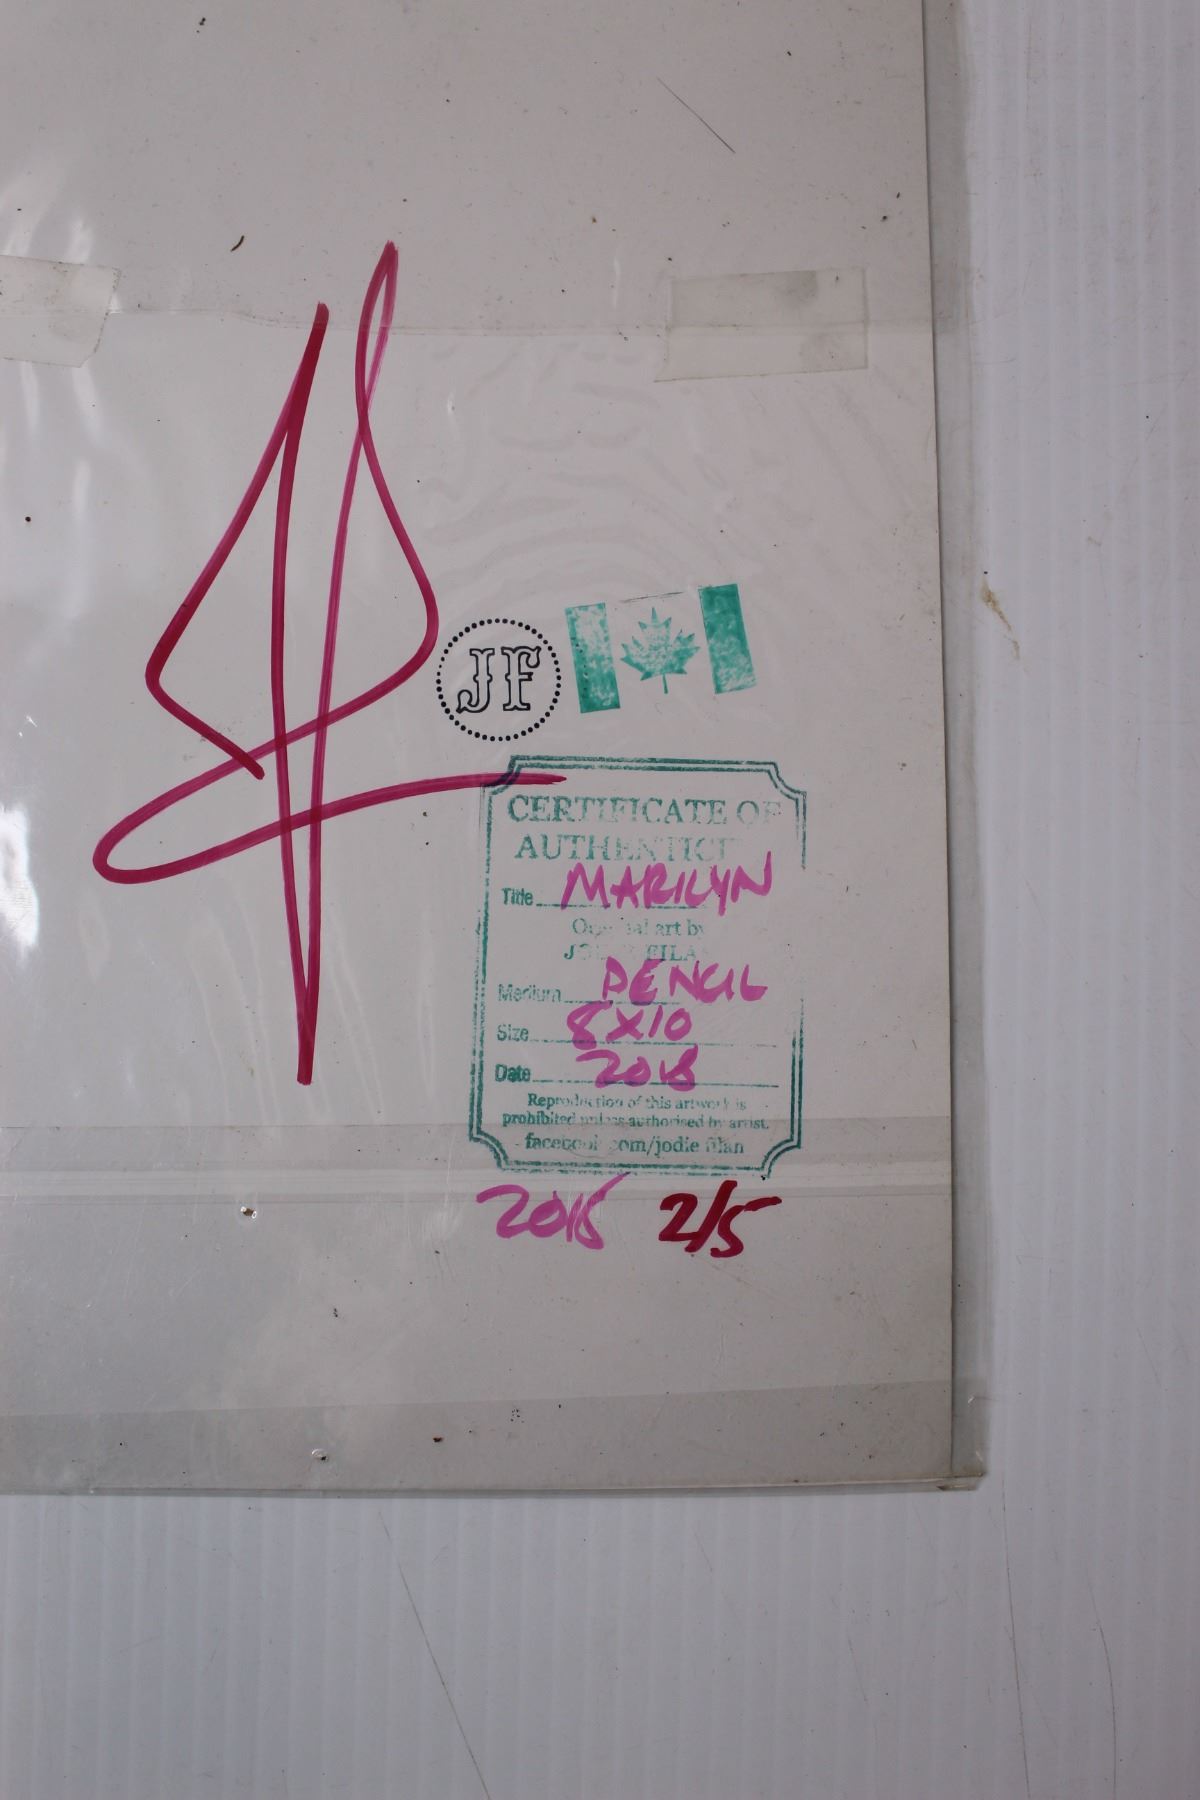 JF
CERTIFICATE OF
Title MARILYN
Original art by
Medium PENCIL
Size 8X10
Date 2018
Reproduction of this artwork is
prohibited unless authorised by artist.
facebook.com/jodie filan
2018 2/5